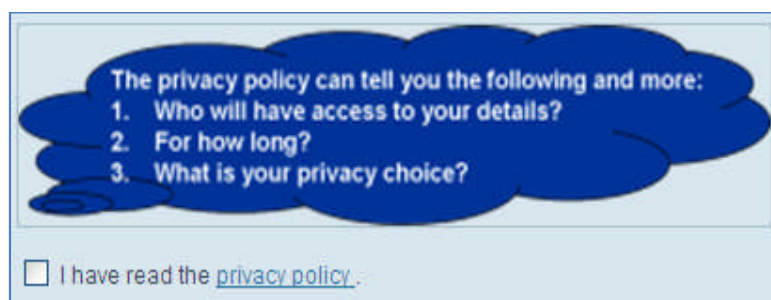 The privacy policy can tell you the following and more:
1. Who will have access to your details?
2. For how long?
3. What is your privacy choice?
I have read the privacy policy.